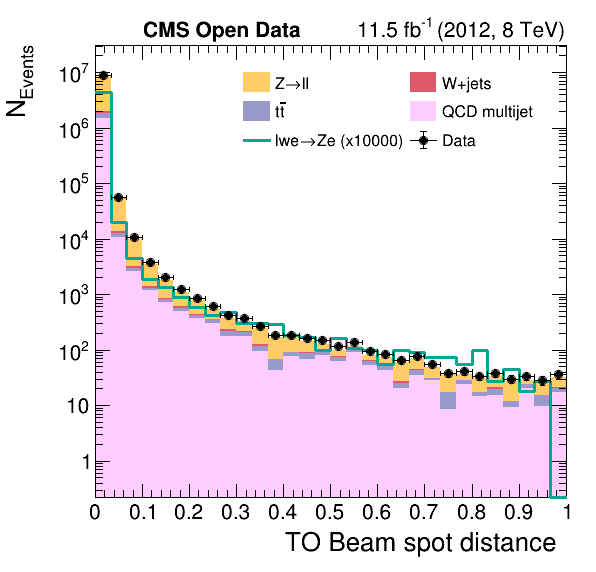 CMS Open Data 11.5 fb⁻¹ (2012, 8 TeV)
N_Events
Z→ll W+jets
tt̄ QCD multijet
lwe→Ze (x10000) Data
10⁷
10⁶
10⁵
10⁴
10³
10²
10
1
0 0.1 0.2 0.3 0.4 0.5 0.6 0.7 0.8 0.9 1
TO Beam spot distance